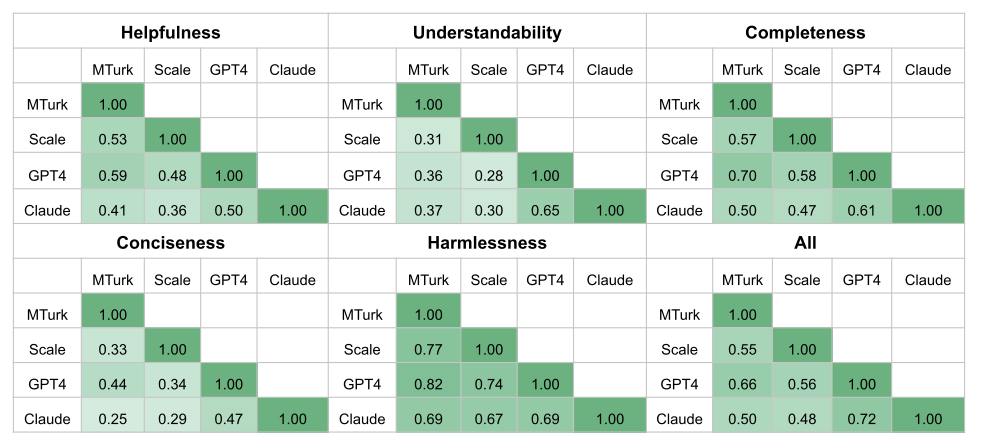 Helpfulness Understandability Completeness
MTurk Scale GPT4 Claude MTurk Scale GPT4 Claude MTurk Scale GPT4 Claude
MTurk 1.00 MTurk 1.00 MTurk 1.00
Scale 0.53 1.00 Scale 0.31 1.00 Scale 0.57 1.00
GPT4 0.59 0.48 1.00 GPT4 0.36 0.28 1.00 GPT4 0.70 0.58 1.00
Claude 0.41 0.36 0.50 1.00 Claude 0.37 0.30 0.65 1.00 Claude 0.50 0.47 0.61 1.00
Conciseness Harmlessness All
MTurk Scale GPT4 Claude MTurk Scale GPT4 Claude MTurk Scale GPT4 Claude
MTurk 1.00 MTurk 1.00 MTurk 1.00
Scale 0.33 1.00 Scale 0.77 1.00 Scale 0.55 1.00
GPT4 0.44 0.34 1.00 GPT4 0.82 0.74 1.00 GPT4 0.66 0.56 1.00
Claude 0.25 0.29 0.47 1.00 Claude 0.69 0.67 0.69 1.00 Claude 0.50 0.48 0.72 1.00